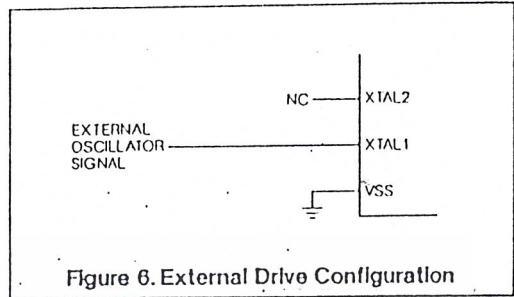 NC XTAL2
EXTERNAL
OSCILLATOR XTAL1
SIGNAL
VSS
Figure 6. External Drive Configuration